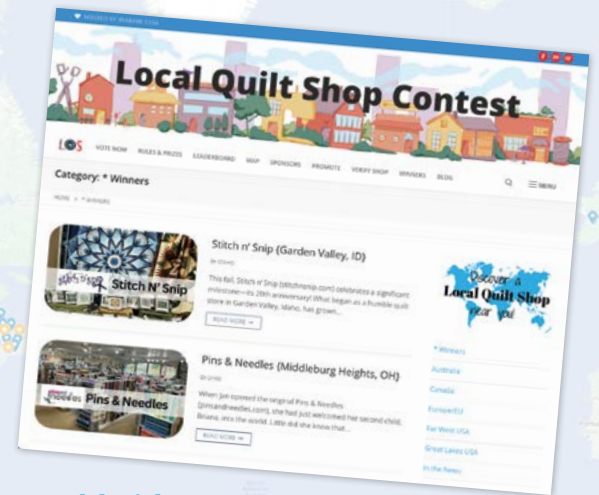 Local Quilt Shop Contest
LQS VOTE NOW RULES & PRIZES LEADERBOARD MAP SPONSORS PROMOTE VERIFY SHOP WINNERS BLOG MENU
Category: * Winners
HOME * WINNERS
Stitch n' Snip {Garden Valley, ID}
This fall, Stitch n' Snip (stitchnsnip.com) celebrates a significant
milestone—its 20th anniversary! What began as a humble quilt
store in Garden Valley, Idaho, has grown...
READ MORE
Stitch N' Snip
Pins & Needles {Middleburg Heights, OH}
When Jan opened the original Pins & Needles
(pinsandneedles.com), she had just welcomed her second child,
Briana, into the world. Little did she know that...
READ MORE
Pins & Needles
Discover a
Local Quilt Shop
near you!
* Winners
Australia
Canada
Europe/EU
Far West USA
Great Lakes USA
In the News